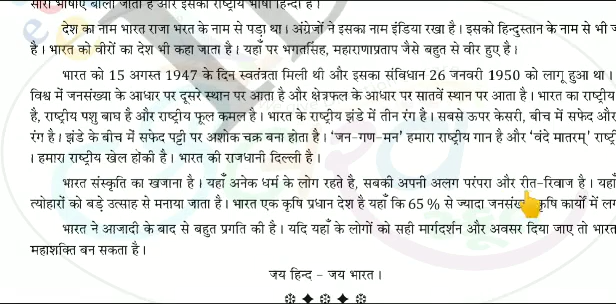 सारी भाषाएं बोली जाती है और इसकी राष्ट्रीय भाषा हिन्दी है।
देश का नाम भारत राजा भरत के नाम से पड़ा था। अंग्रेजों ने इसका नाम इंडिया रखा है। इसको हिन्दुस्तान के नाम से भी
है। भारत को वीरों का देश भी कहा जाता है। यहाँ पर भगतसिंह, महाराणाप्रताप जैसे बहुत से वीर हुए है।
भारत को 15 अगस्त 1947 के दिन स्वतंत्रता मिली थी और इसका संविधान 26 जनवरी 1950 को लागू हुआ था।
विश्व में जनसंख्या के आधार पर दूसरे स्थान पर आता है और क्षेत्रफल के आधार पर सातवें स्थान पर आता है। भारत का राष्ट्रीय
है, राष्ट्रीय पशु बाघ है और राष्ट्रीय फूल कमल है। भारत के राष्ट्रीय झंडे में तीन रंग है। सबसे ऊपर केसरी, बीच में सफेद और
रंग है। झंडे के बीच में सफेद पट्टी पर अशोक चक्र बना होता है। ‘जन-गण-मन’ हमारा राष्ट्रीय गान है और ‘वंदे मातरम्’
। हमारा राष्ट्रीय खेल हॉकी है। भारत की राजधानी दिल्ली है।
भारत संस्कृति का खजाना है। यहाँ अनेक धर्म के लोग रहते है, सबकी अपनी अलग परंपरा और रीत-रिवाज है।
त्योहारों को बड़े उत्साह से मनाया जाता है। भारत एक कृषि प्रधान देश है यहाँ कि 65 % से ज्यादा कार्यो में
भारत ने आजादी के बाद से बहुत प्रगति की है। यदि यहाँ के लोगों को सही मार्गदर्शन और अवसर दिया जाए तो भारत
महाशक्ति बन सकता है।
जय हिन्द - जय भारत।